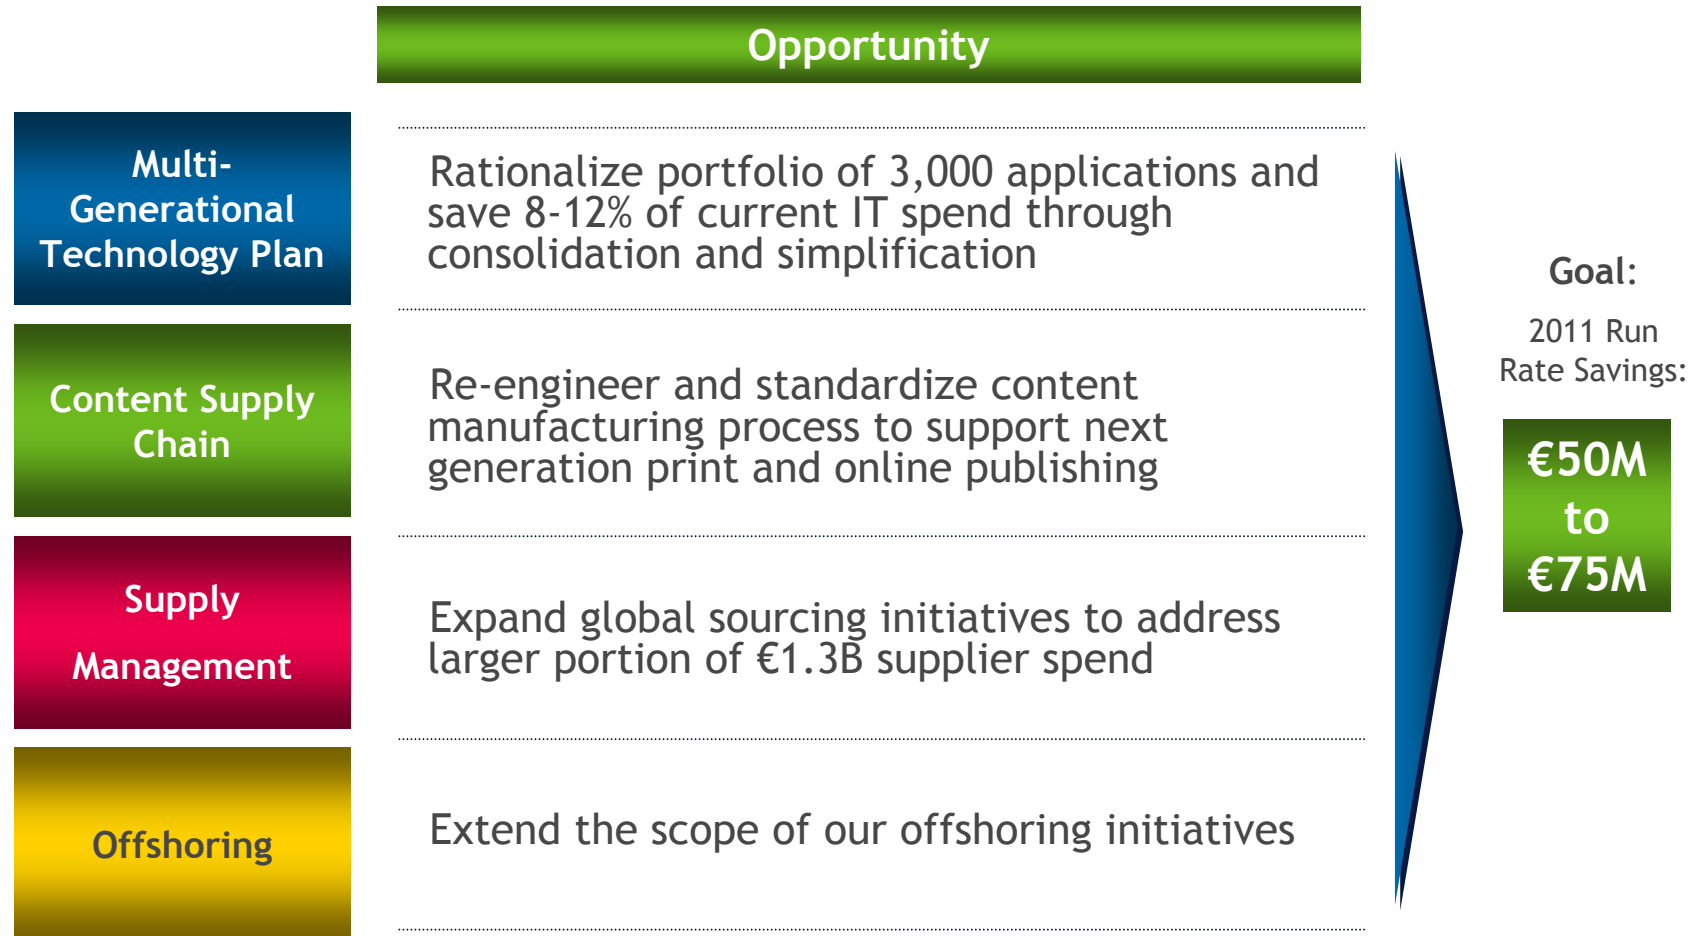 Opportunity
Multi-
Generational
Technology Plan
Rationalize portfolio of 3,000 applications and
save 8-12% of current IT spend through
consolidation and simplification
Content Supply
Chain
Re-engineer and standardize content
manufacturing process to support next
generation print and online publishing
Supply
Management
Expand global sourcing initiatives to address
larger portion of €1.3B supplier spend
Offshoring
Extend the scope of our offshoring initiatives
Goal:
2011 Run
Rate Savings:
€50M
to
€75M